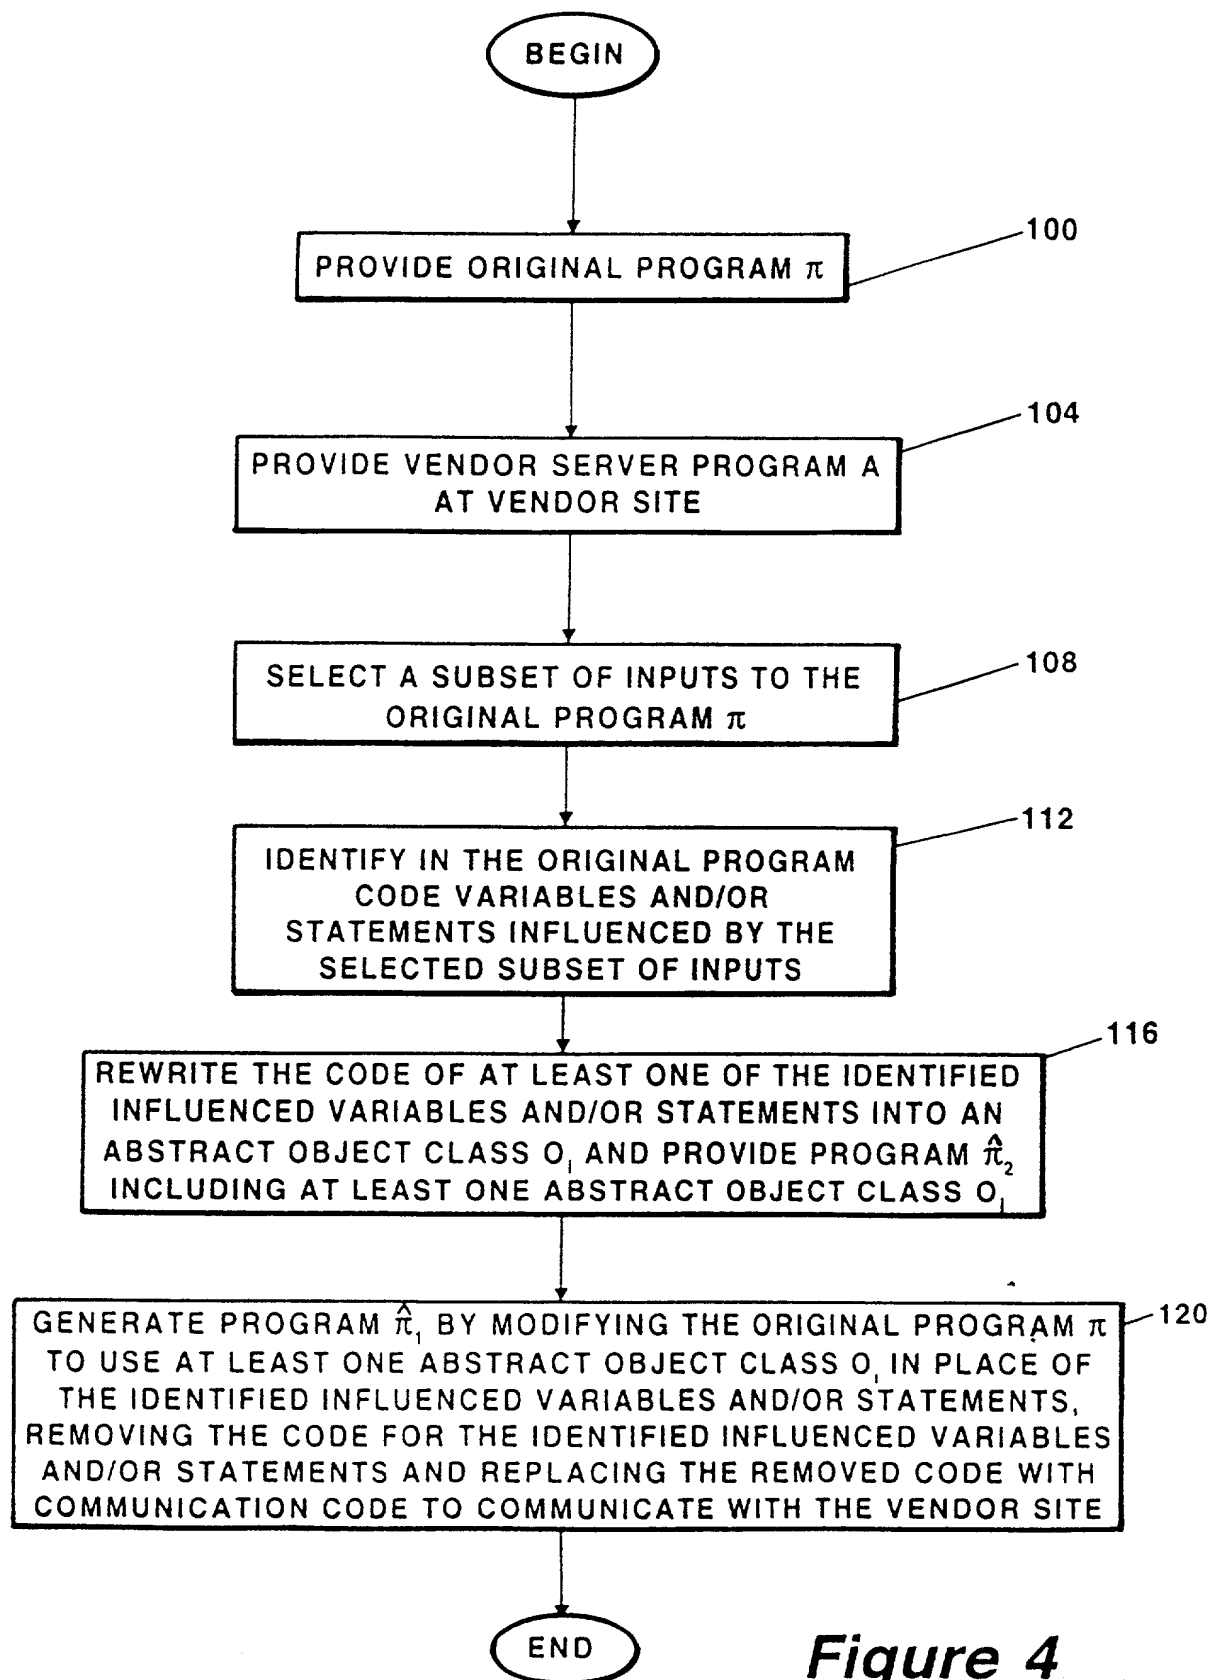 BEGIN
100
PROVIDE ORIGINAL PROGRAM π
104
PROVIDE VENDOR SERVER PROGRAM A
AT VENDOR SITE
108
SELECT A SUBSET OF INPUTS TO THE
ORIGINAL PROGRAM π
112
IDENTIFY IN THE ORIGINAL PROGRAM
CODE VARIABLES AND/OR
STATEMENTS INFLUENCED BY THE
SELECTED SUBSET OF INPUTS
116
REWRITE THE CODE OF AT LEAST ONE OF THE IDENTIFIED
INFLUENCED VARIABLES AND/OR STATEMENTS INTO AN
ABSTRACT OBJECT CLASS O₁ AND PROVIDE PROGRAM π̂₂
INCLUDING AT LEAST ONE ABSTRACT OBJECT CLASS O₁
120
GENERATE PROGRAM π̂₁ BY MODIFYING THE ORIGINAL PROGRAM π
TO USE AT LEAST ONE ABSTRACT OBJECT CLASS O₁ IN PLACE OF
THE IDENTIFIED INFLUENCED VARIABLES AND/OR STATEMENTS,
REMOVING THE CODE FOR THE IDENTIFIED INFLUENCED VARIABLES
AND/OR STATEMENTS AND REPLACING THE REMOVED CODE WITH
COMMUNICATION CODE TO COMMUNICATE WITH THE VENDOR SITE
END
Figure 4